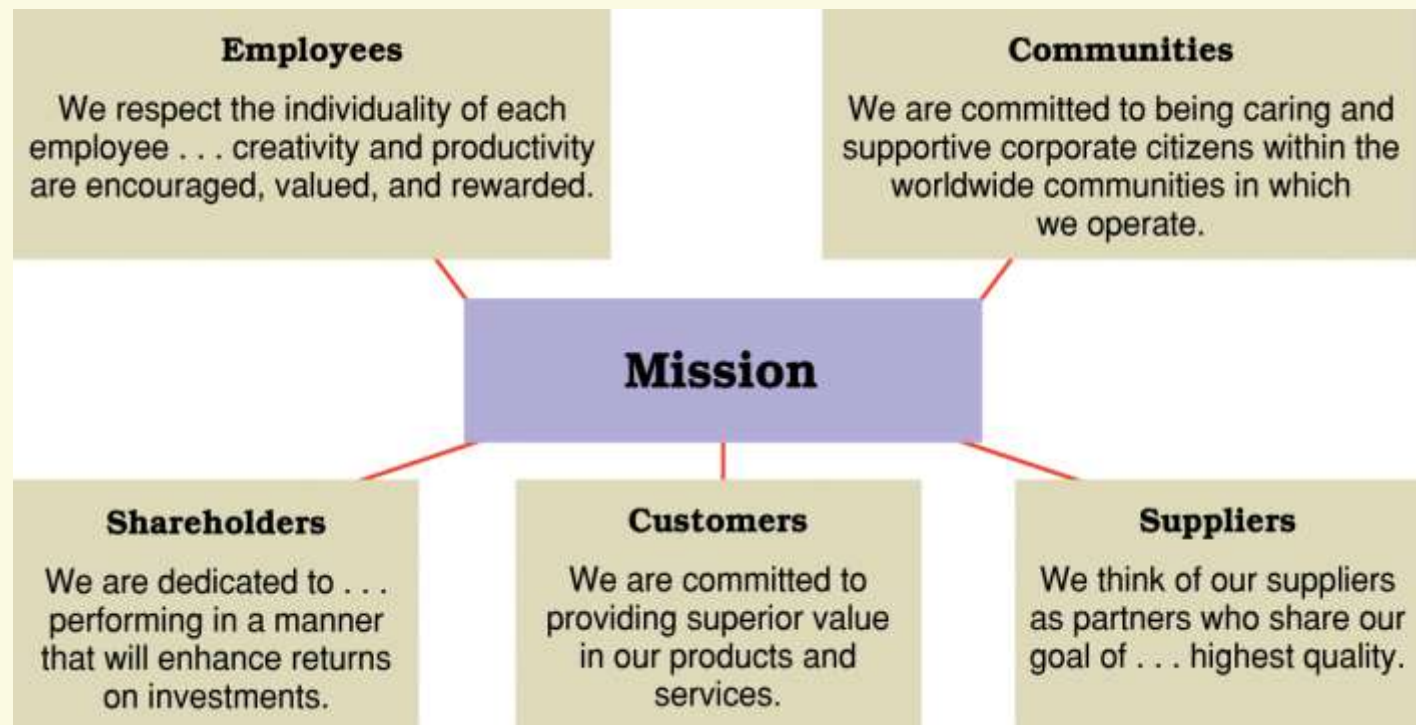 Employees
We respect the individuality of each
employee . . . creativity and productivity
are encouraged, valued, and rewarded.
Communities
We are committed to being caring and
supportive corporate citizens within the
worldwide communities in which
we operate.
Mission
Shareholders
We are dedicated to . . .
performing in a manner
that will enhance returns
on investments.
Customers
We are committed to
providing superior value
in our products and
services.
Suppliers
We think of our suppliers
as partners who share our
goal of . . . highest quality.